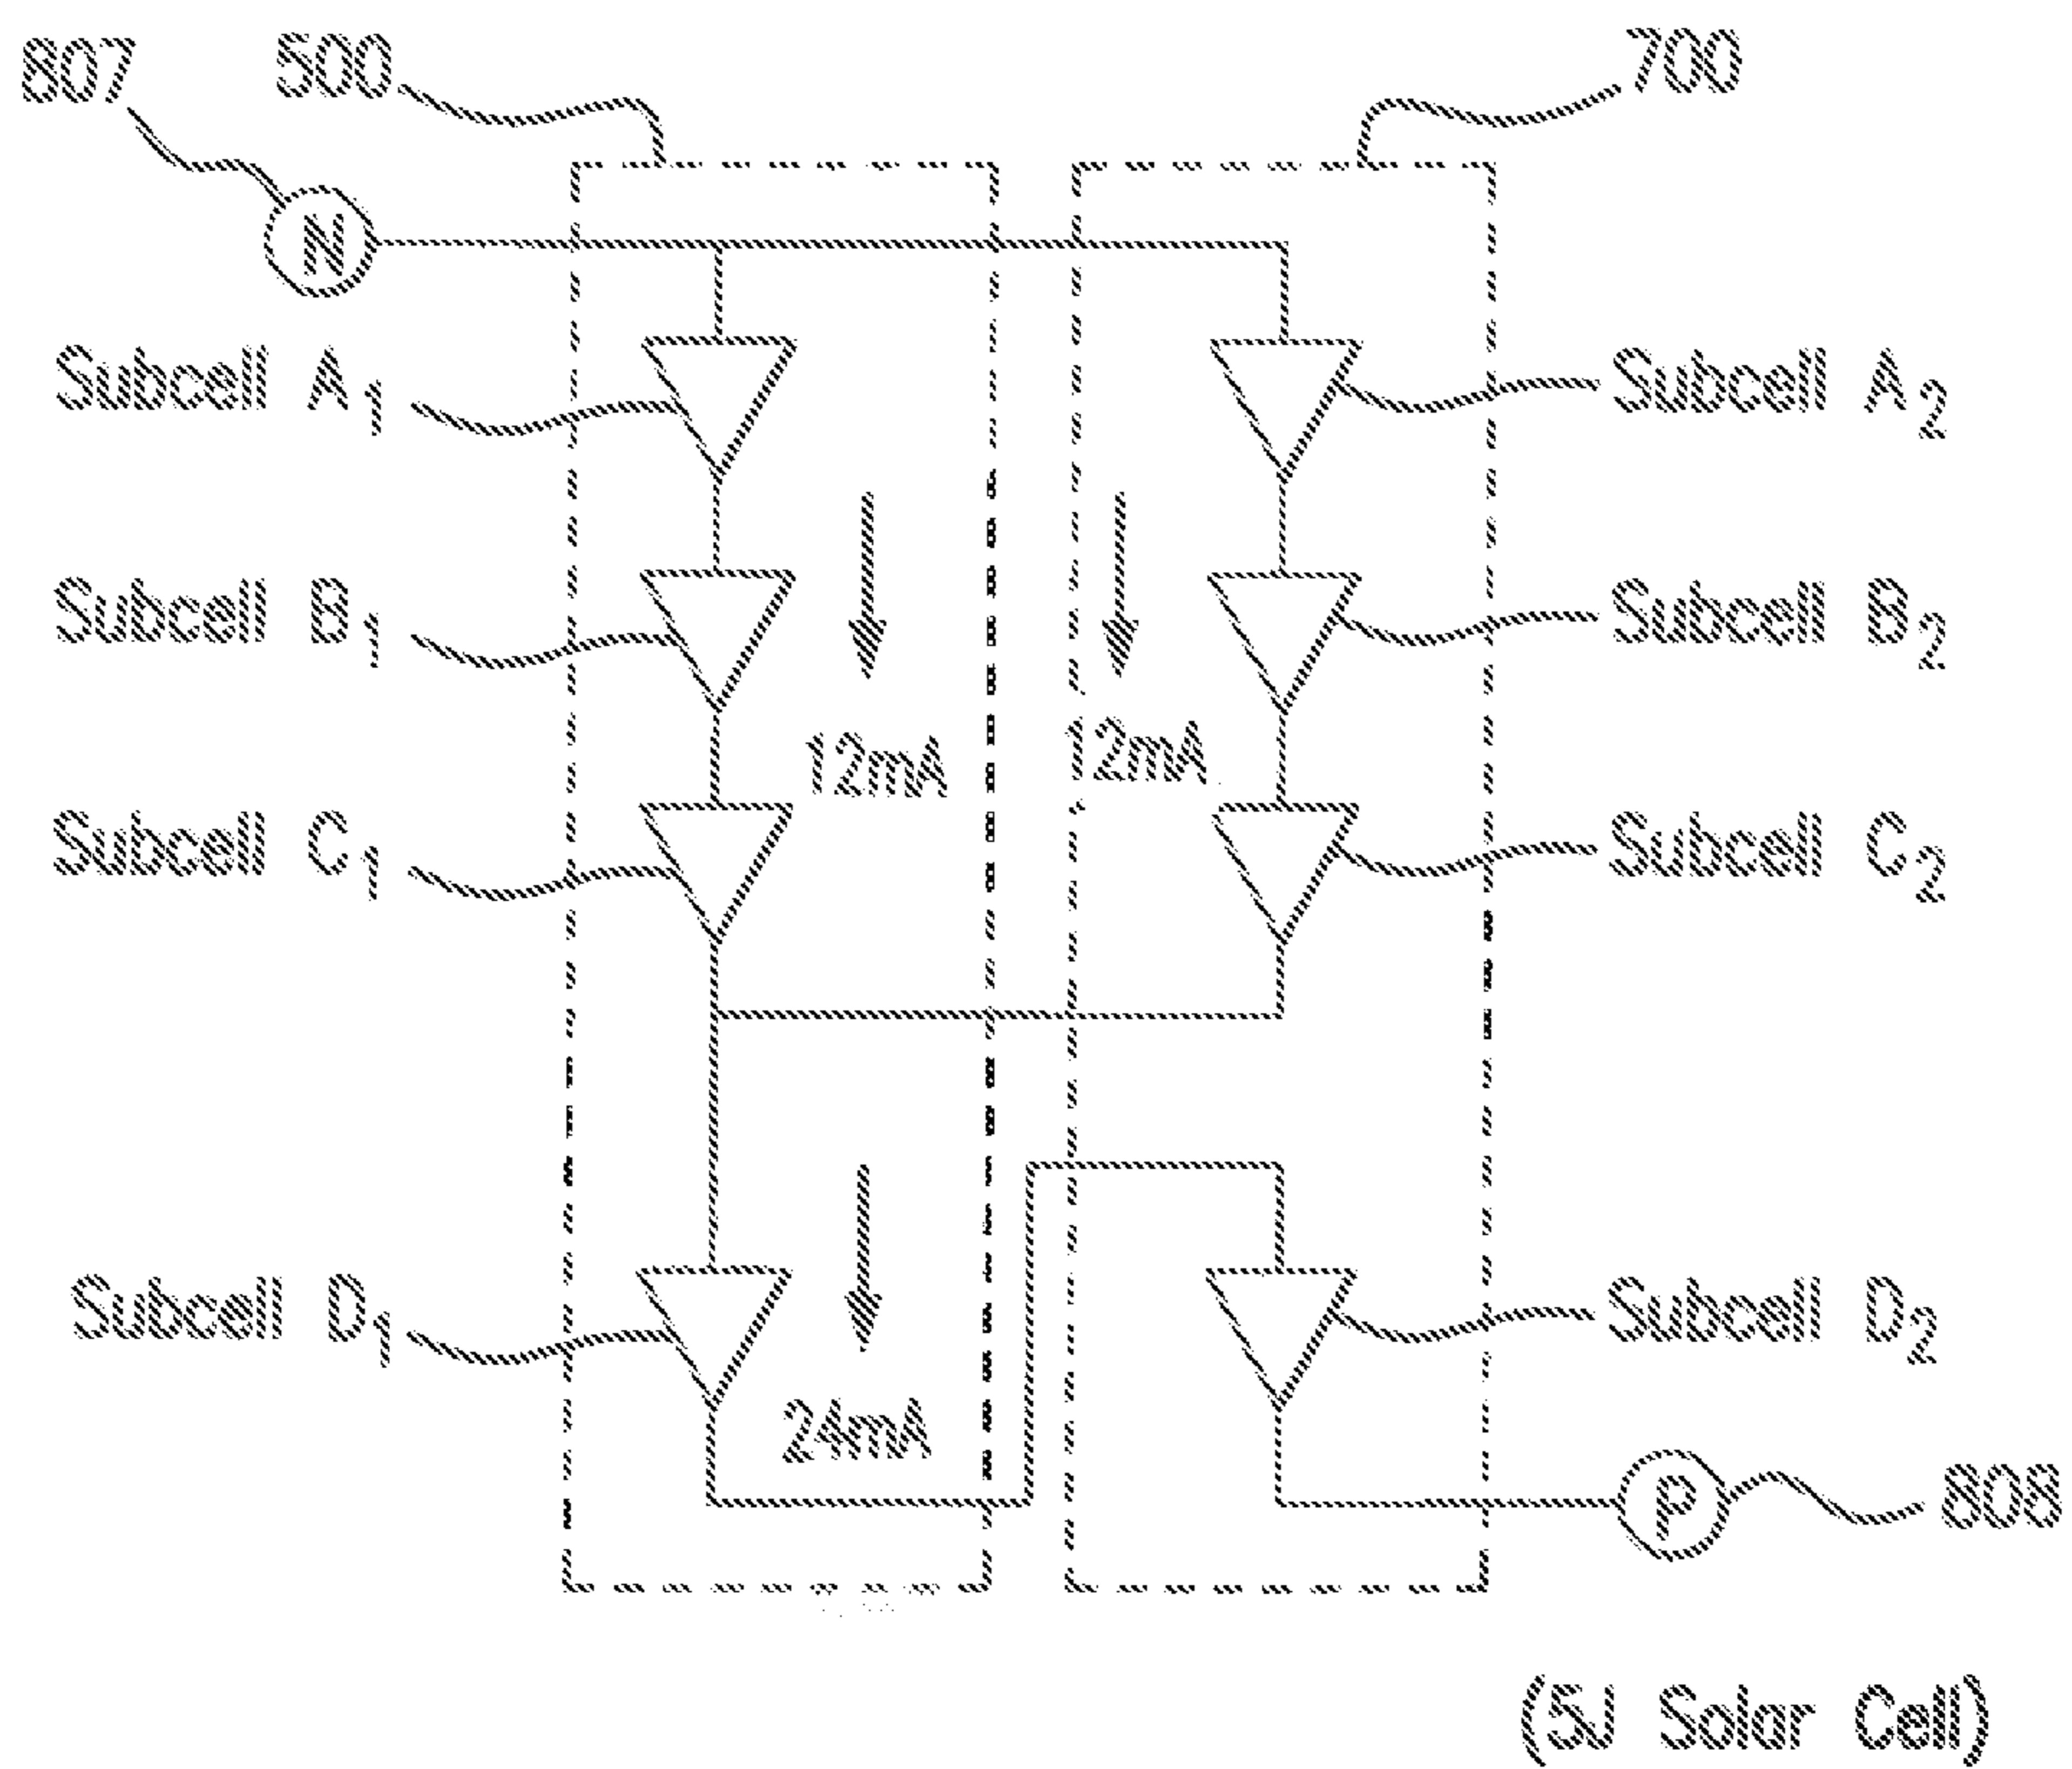 807 500 700
N
Subcell A1 Subcell A2
Subcell B1 Subcell B2
12mA 12mA
Subcell C1 Subcell C2
Subcell D1 Subcell D2
24mA
P 808
(5J Solar Cell)